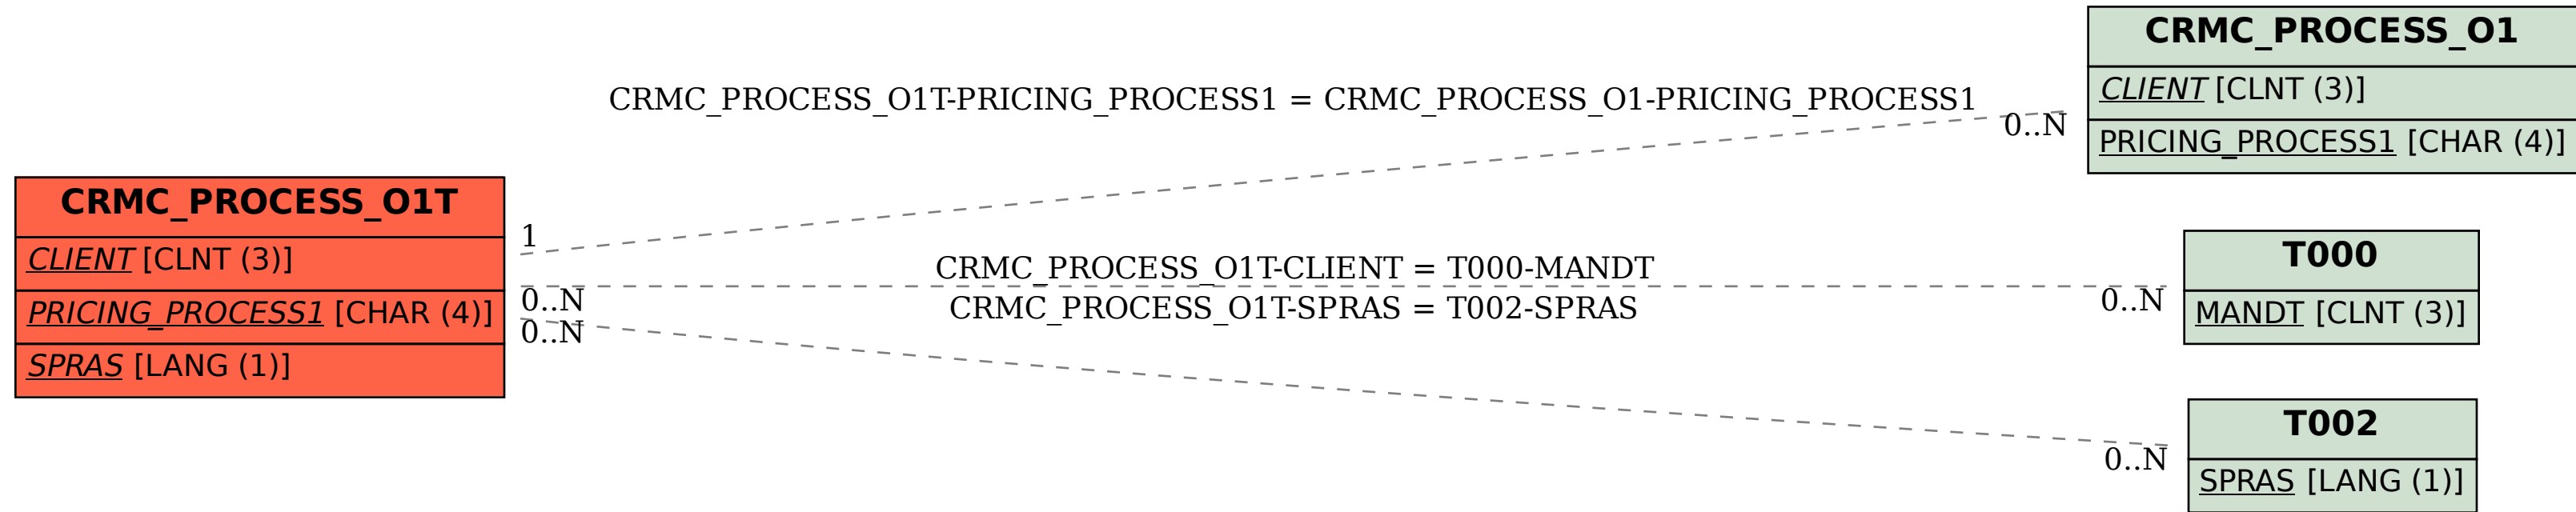 CRMC_PROCESS_O1T
CLIENT [CLNT (3)]
PRICING_PROCESS1 [CHAR (4)]
SPRAS [LANG (1)]
CRMC_PROCESS_O1T-PRICING_PROCESS1 = CRMC_PROCESS_O1-PRICING_PROCESS1
1
0..N
CRMC_PROCESS_O1T-CLIENT = T000-MANDT
0..N
0..N
CRMC_PROCESS_O1T-SPRAS = T002-SPRAS
0..N
0..N
CRMC_PROCESS_O1
CLIENT [CLNT (3)]
PRICING_PROCESS1 [CHAR (4)]
T000
MANDT [CLNT (3)]
T002
SPRAS [LANG (1)]